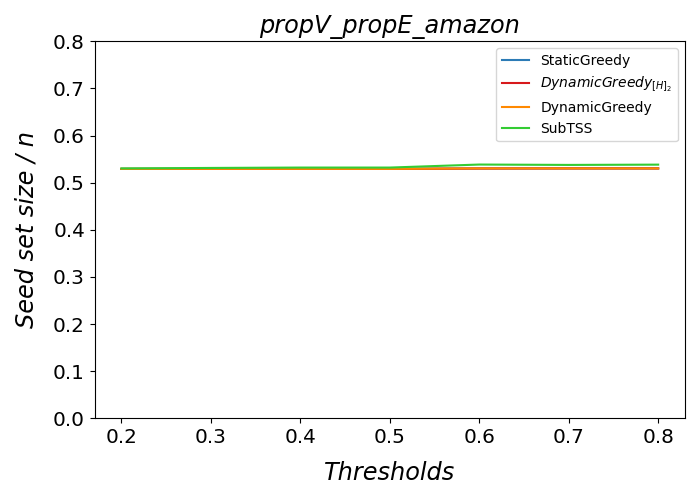 propV_propE_amazon
0.8
0.7
0.6
0.5
0.4
0.3
0.2
0.1
0.0
Seed set size / n
StaticGreedy
DynamicGreedy[H]2
DynamicGreedy
SubTSS
0.2 0.3 0.4 0.5 0.6 0.7 0.8
Thresholds